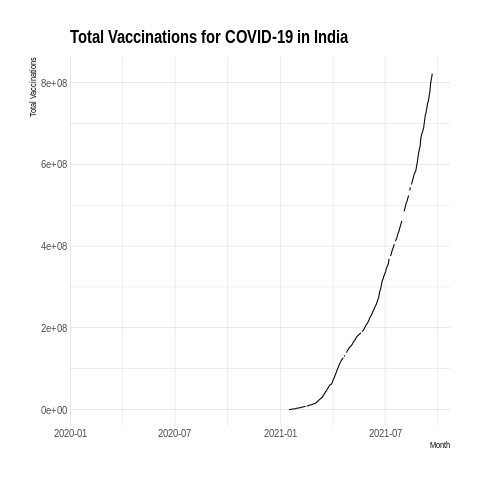 Total Vaccinations for COVID-19 in India
Total Vaccinations
8e+08
6e+08
4e+08
2e+08
0e+00
2020-01 2020-07 2021-01 2021-07
Month